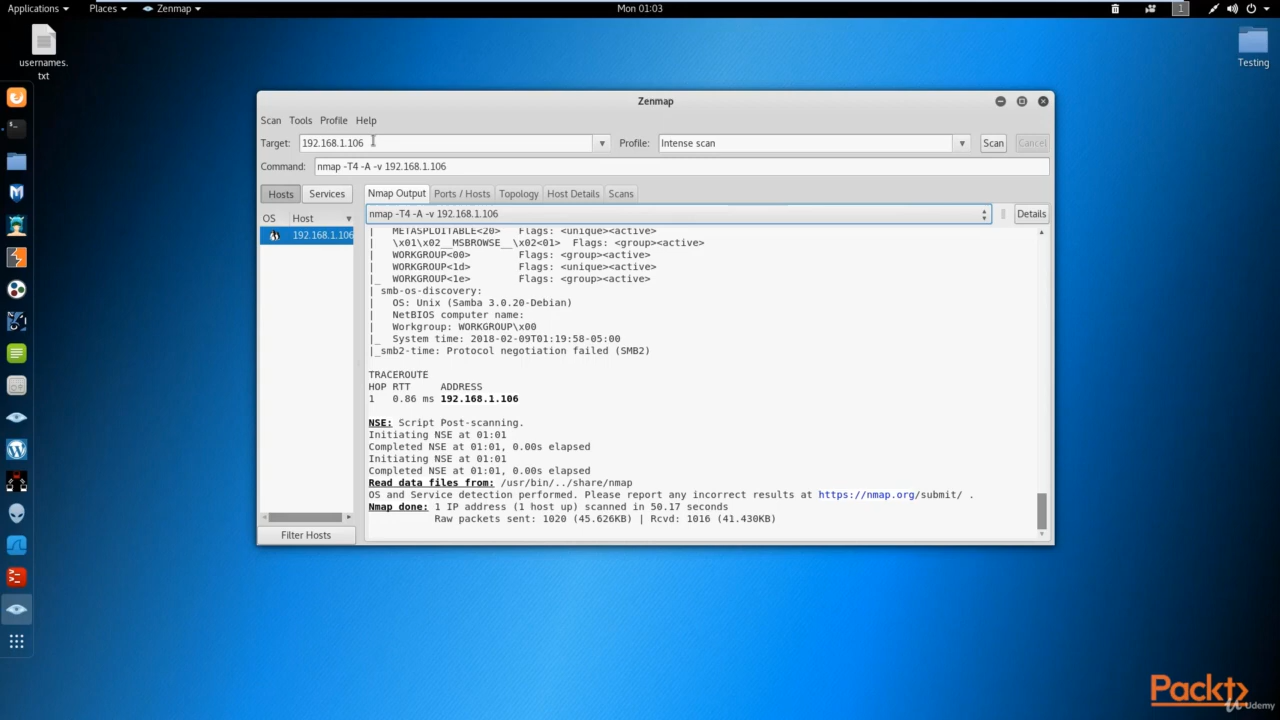 Applications Places Zenmap Mon 01:03 1
usernames.
txt
Testing
Zenmap
Scan Tools Profile Help
Target: 192.168.1.106 Profile: Intense scan Scan Cancel
Command: nmap -T4 -A -v 192.168.1.106
Hosts Services Nmap Output Ports / Hosts Topology Host Details Scans
nmap -T4 -A -v 192.168.1.106 Details
OS Host
192.168.1.106
| METASPLOITABLE<20> Flags: <unique><active>
| \x01\x02__MSBROWSE__\x02<01> Flags: <group><active>
| WORKGROUP<00> Flags: <group><active>
| WORKGROUP<1d> Flags: <unique><active>
|_ WORKGROUP<1e> Flags: <group><active>
| smb-os-discovery:
| OS: Unix (Samba 3.0.20-Debian)
| NetBIOS computer name:
| Workgroup: WORKGROUP\x00
|_ System time: 2018-02-09T01:19:58-05:00
|_smb2-time: Protocol negotiation failed (SMB2)
TRACEROUTE
HOP RTT ADDRESS
1 0.86 ms 192.168.1.106
NSE: Script Post-scanning.
Initiating NSE at 01:01
Completed NSE at 01:01, 0.00s elapsed
Initiating NSE at 01:01
Completed NSE at 01:01, 0.00s elapsed
Read data files from: /usr/bin/../share/nmap
OS and Service detection performed. Please report any incorrect results at https://nmap.org/submit/ .
Nmap done: 1 IP address (1 host up) scanned in 50.17 seconds
Raw packets sent: 1020 (45.626KB) | Rcvd: 1016 (41.430KB)
Filter Hosts
Packt>
Udemy